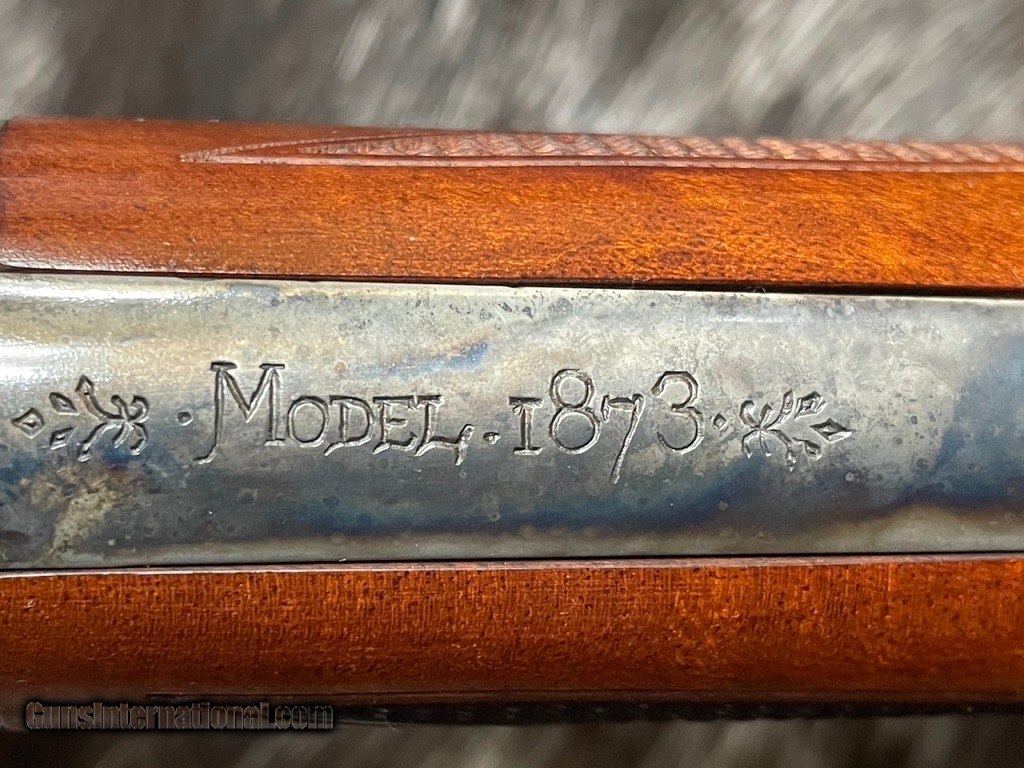 · MODEL · 1873 ·
GunsInternational.com